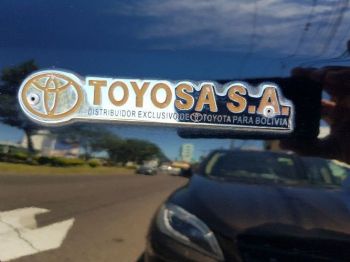 TOYOSA S.A.
DISTRIBUIDOR EXCLUSIVO DE TOYOTA PARA BOLIVIA